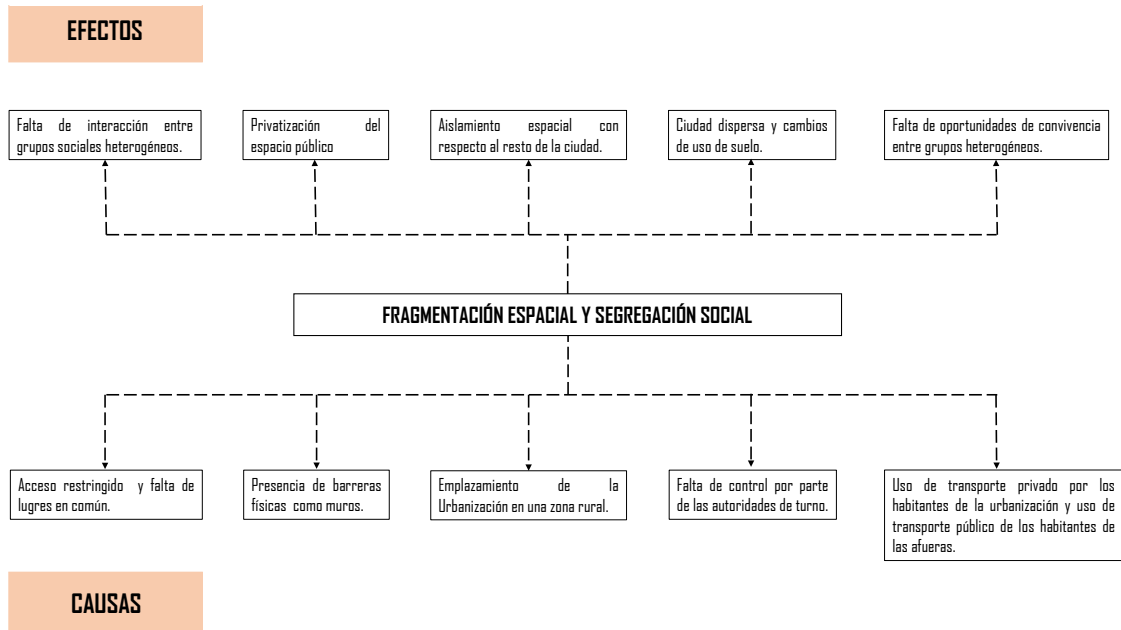 EFECTOS
Falta de interacción entre
grupos sociales heterogéneos.
Privatización del
espacio público
Aislamiento espacial con
respecto al resto de la ciudad.
Ciudad dispersa y cambios
de uso de suelo.
Falta de oportunidades de convivencia
entre grupos heterogéneos.
FRAGMENTACIÓN ESPACIAL Y SEGREGACIÓN SOCIAL
Acceso restringido y falta de
lugres en común.
Presencia de barreras
físicas como muros.
Emplazamiento de la
Urbanización en una zona rural.
Falta de control por parte
de las autoridades de turno.
Uso de transporte privado por los
habitantes de la urbanización y uso de
transporte público de los habitantes de
las afueras.
CAUSAS